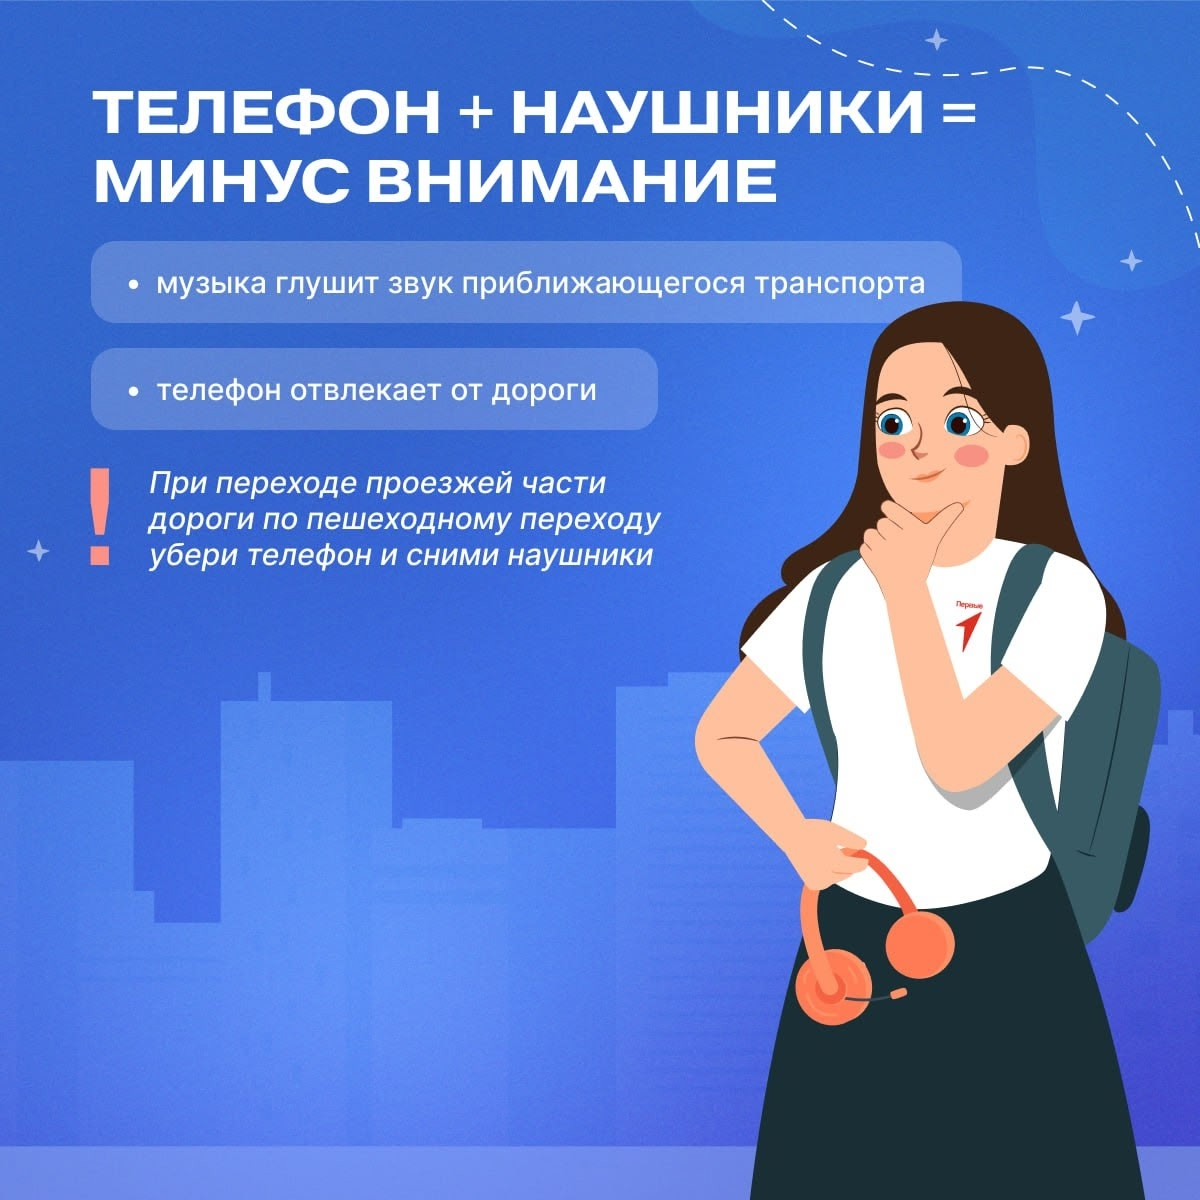 ТЕЛЕФОН + НАУШНИКИ =
МИНУС ВНИМАНИЕ
• музыка глушит звук приближающегося транспорта
• телефон отвлекает от дороги
! При переходе проезжей части
дороги по пешеходному переходу
убери телефон и сними наушники
Первые